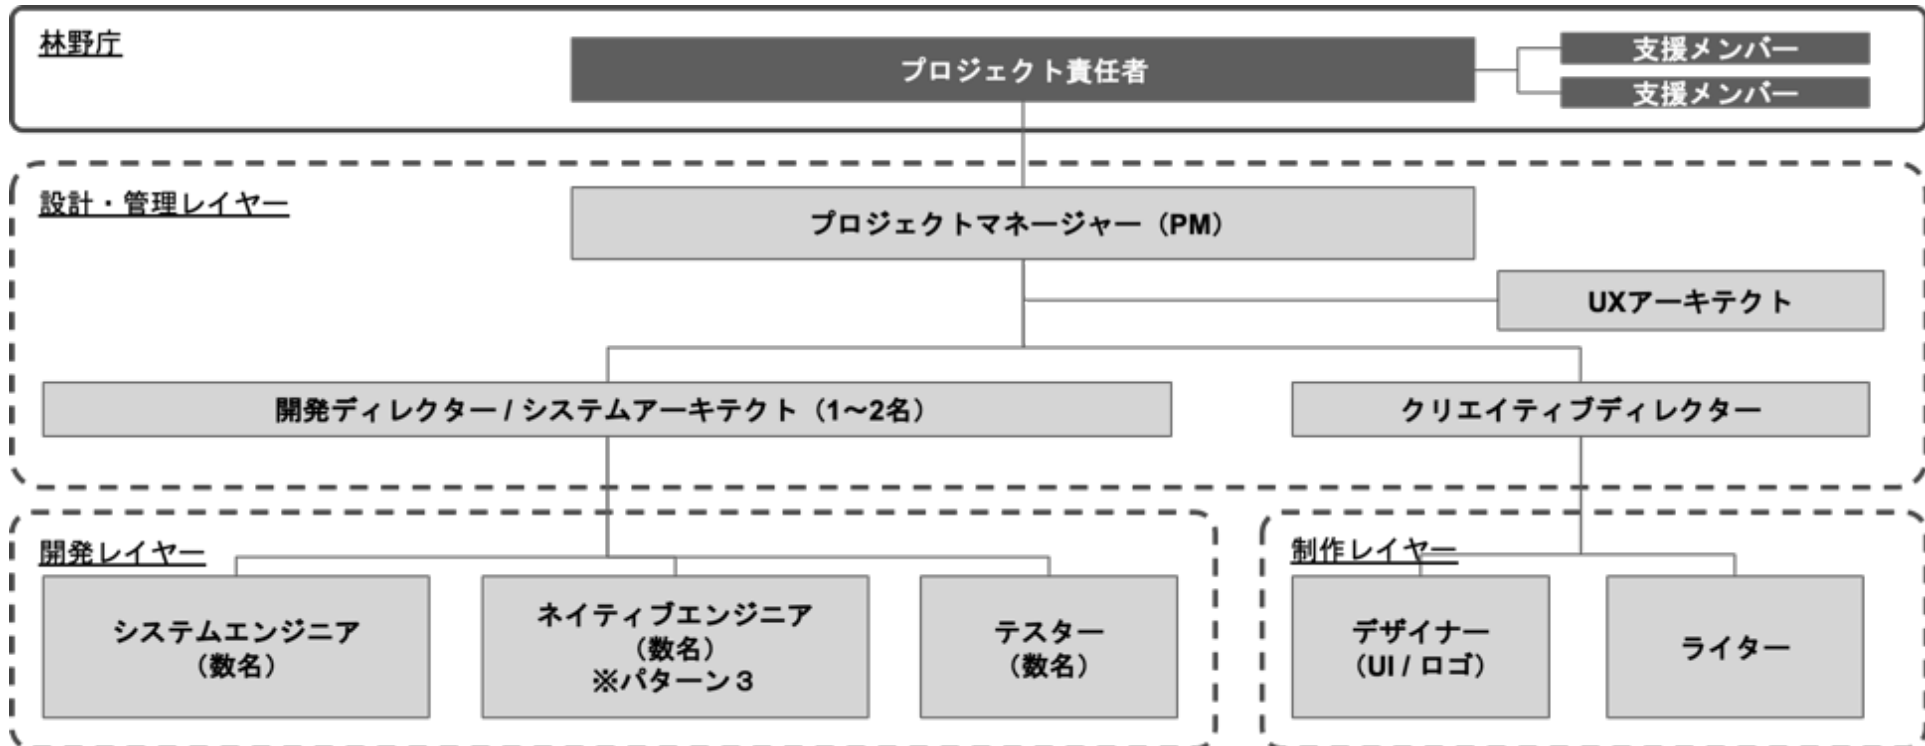 林野庁
プロジェクト責任者
支援メンバー
支援メンバー
設計・管理レイヤー
プロジェクトマネージャー（PM）
UXアーキテクト
開発ディレクター / システムアーキテクト（1〜2名）
クリエイティブディレクター
開発レイヤー
システムエンジニア
（数名）
ネイティブエンジニア
（数名）
※パターン３
テスター
（数名）
制作レイヤー
デザイナー
（UI / ロゴ）
ライター